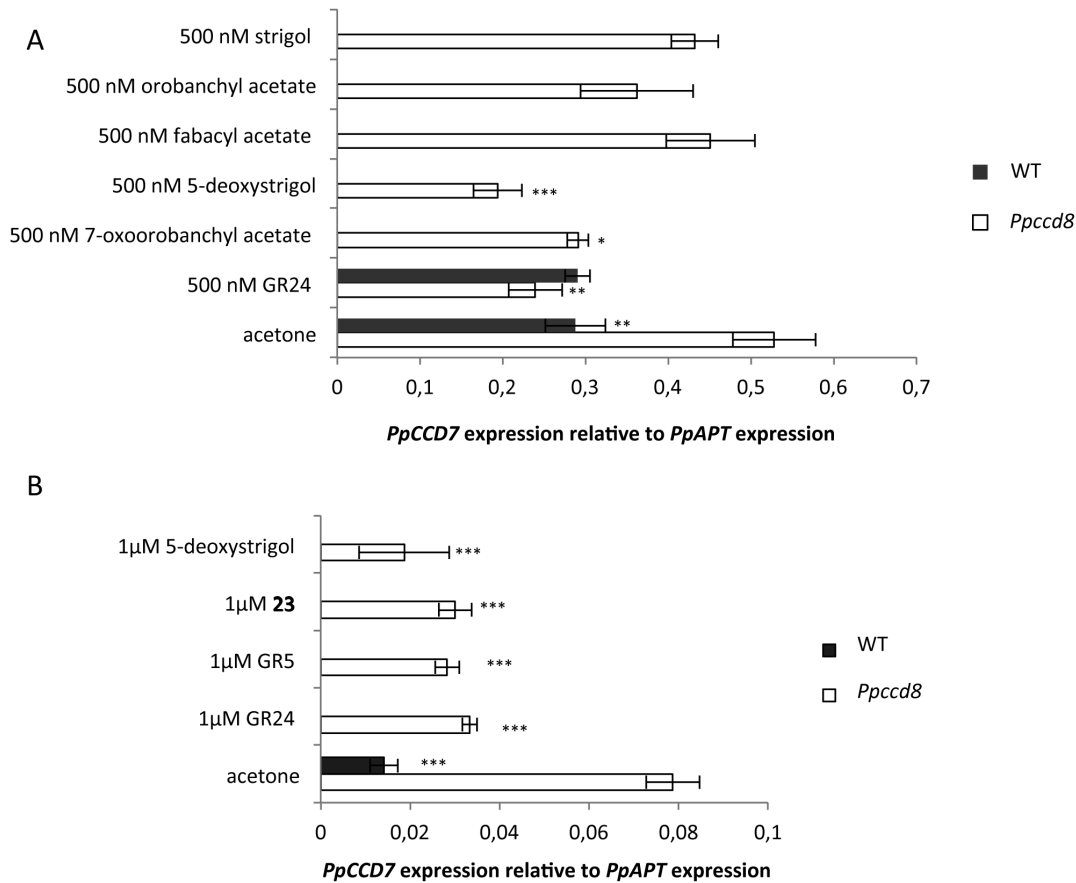 A
500 nM strigol
500 nM orobanchyl acetate
500 nM fabacyl acetate
500 nM 5-deoxystrigol
***
500 nM 7-oxoorobanchyl acetate
*
500 nM GR24
**
acetone
**
WT
Ppccd8
0 0,1 0,2 0,3 0,4 0,5 0,6 0,7
PpCCD7 expression relative to PpAPT expression
B
1µM 5-deoxystrigol
***
1µM 23
***
1µM GR5
***
1µM GR24
***
acetone
***
WT
Ppccd8
0 0,02 0,04 0,06 0,08 0,1
PpCCD7 expression relative to PpAPT expression